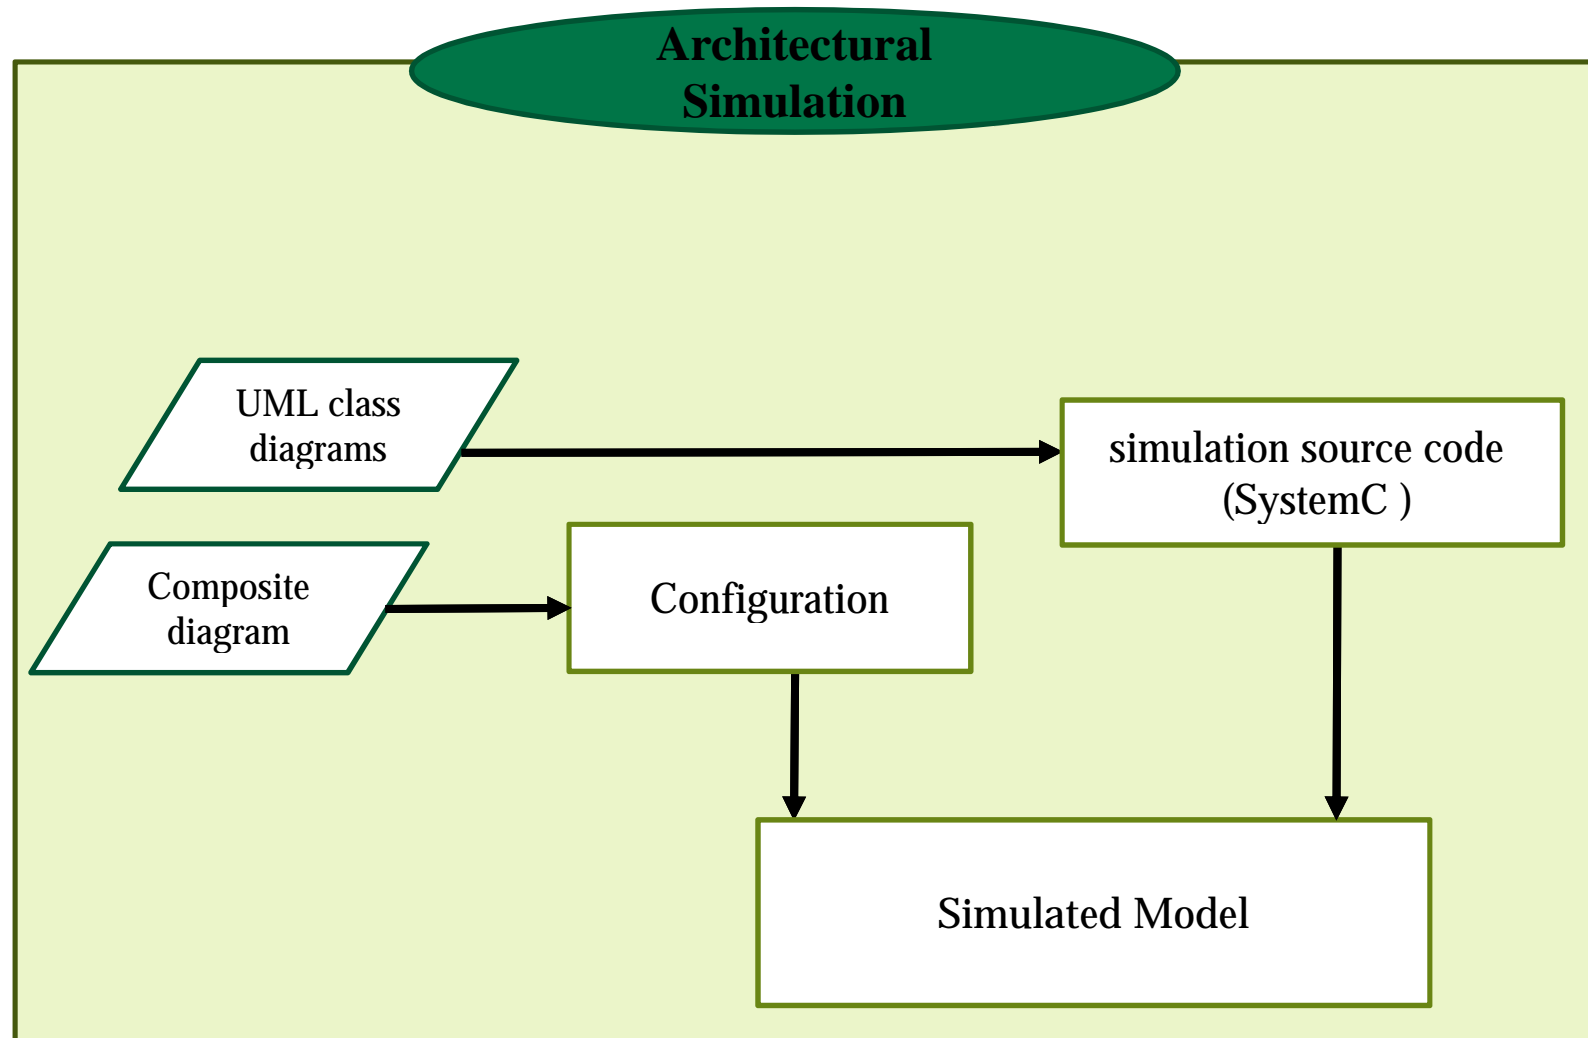 Architectural
Simulation
UML class
diagrams
simulation source code
(SystemC )
Composite
diagram
Configuration
Simulated Model